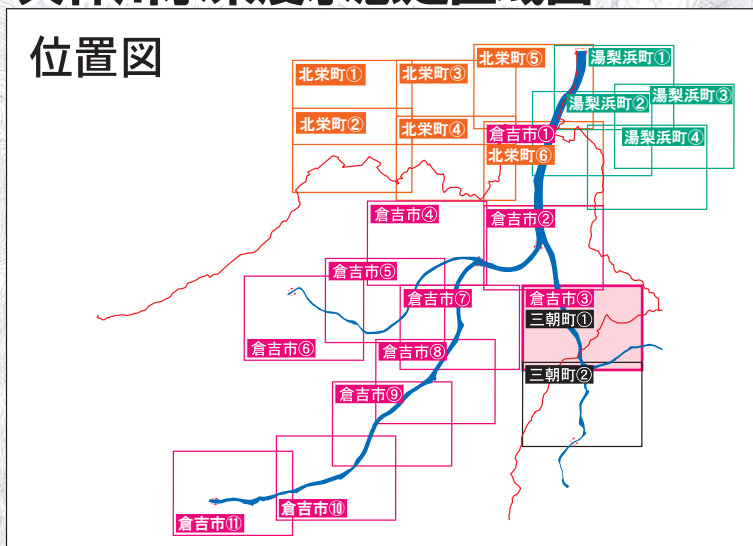 位置図
北栄町①
北栄町③
北栄町⑤
湯梨浜町①
湯梨浜町②
湯梨浜町③
北栄町②
北栄町④
倉吉市①
湯梨浜町④
北栄町⑥
倉吉市④
倉吉市②
倉吉市⑤
倉吉市⑦
倉吉市③
三朝町①
倉吉市⑥
倉吉市⑧
三朝町②
倉吉市⑨
倉吉市⑩
倉吉市⑪